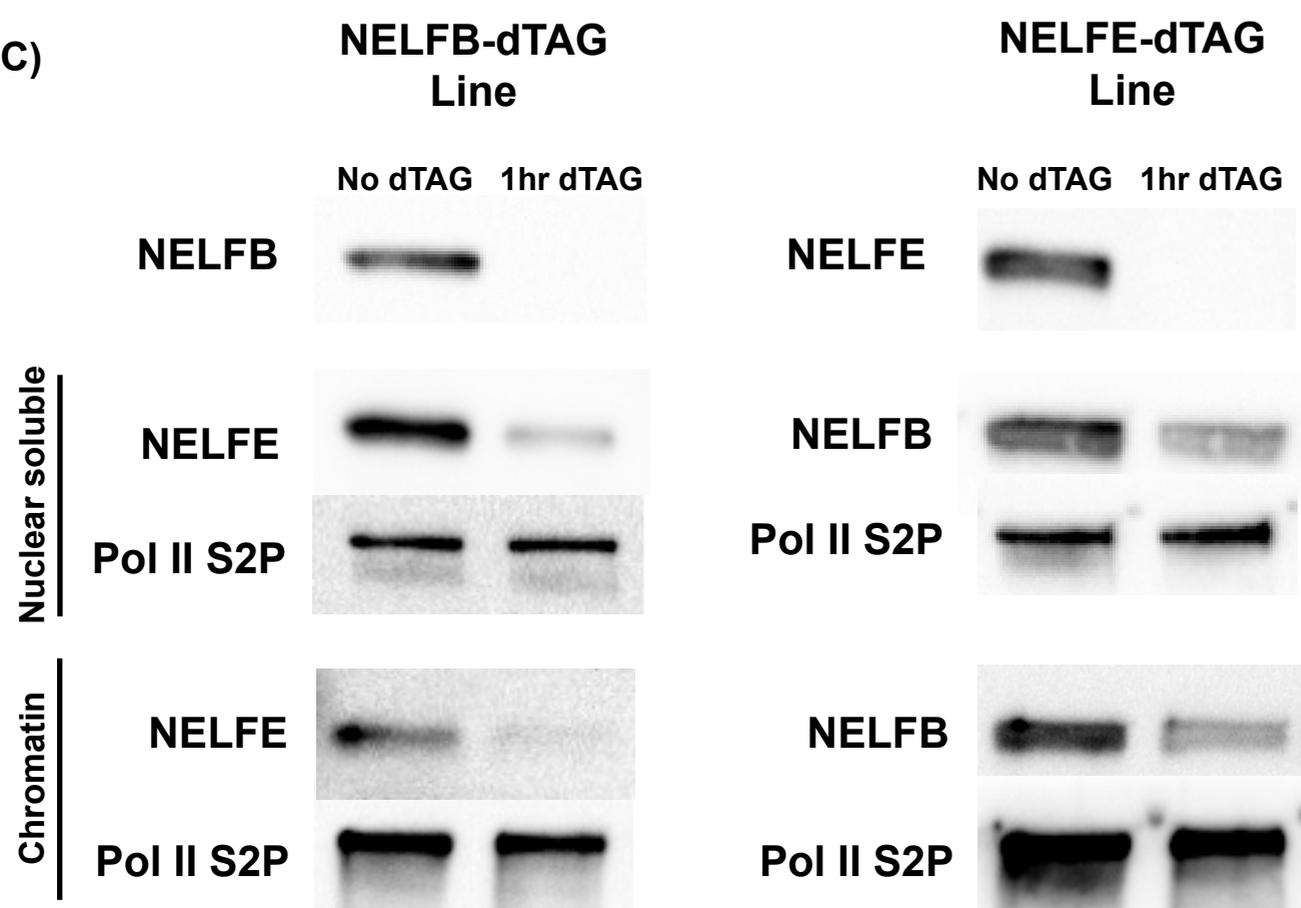 C)
NELFB-dTAG
Line
No dTAG 1hr dTAG
NELFB
Nuclear soluble
NELFE
Pol II S2P
Chromatin
NELFE
Pol II S2P
NELFE-dTAG
Line
No dTAG 1hr dTAG
NELFE
NELFB
Pol II S2P
NELFB
Pol II S2P